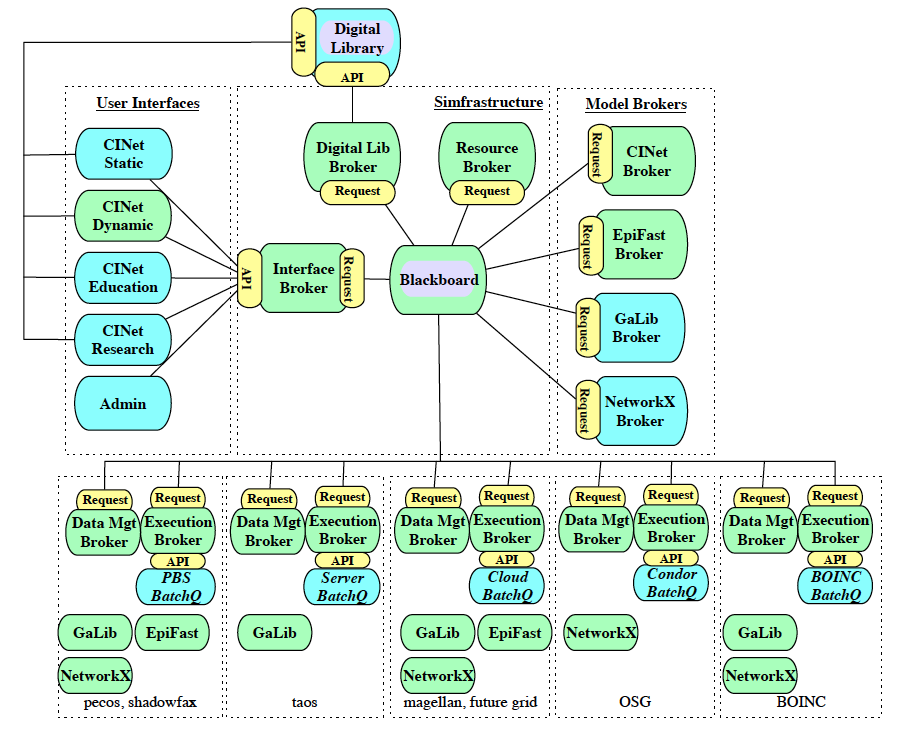 Digital
Library
API
API
User Interfaces
Simfrastructure
Model Brokers
CINet
Static
CINet
Dynamic
CINet
Education
CINet
Research
Admin
Digital Lib
Broker
Request
Resource
Broker
Request
API
Interface
Broker
Request
Blackboard
Request
CINet
Broker
Request
EpiFast
Broker
Request
GaLib
Broker
Request
NetworkX
Broker
Request
Data Mgt
Broker
Request
Execution
Broker
API
PBS
BatchQ
GaLib
EpiFast
NetworkX
pecos, shadowfax
Request
Data Mgt
Broker
Request
Execution
Broker
API
Server
BatchQ
GaLib
taos
Request
Data Mgt
Broker
Request
Execution
Broker
API
Cloud
BatchQ
GaLib
EpiFast
NetworkX
magellan, future grid
Request
Data Mgt
Broker
Request
Execution
Broker
API
Condor
BatchQ
NetworkX
OSG
Request
Data Mgt
Broker
Request
Execution
Broker
API
BOINC
BatchQ
GaLib
NetworkX
BOINC